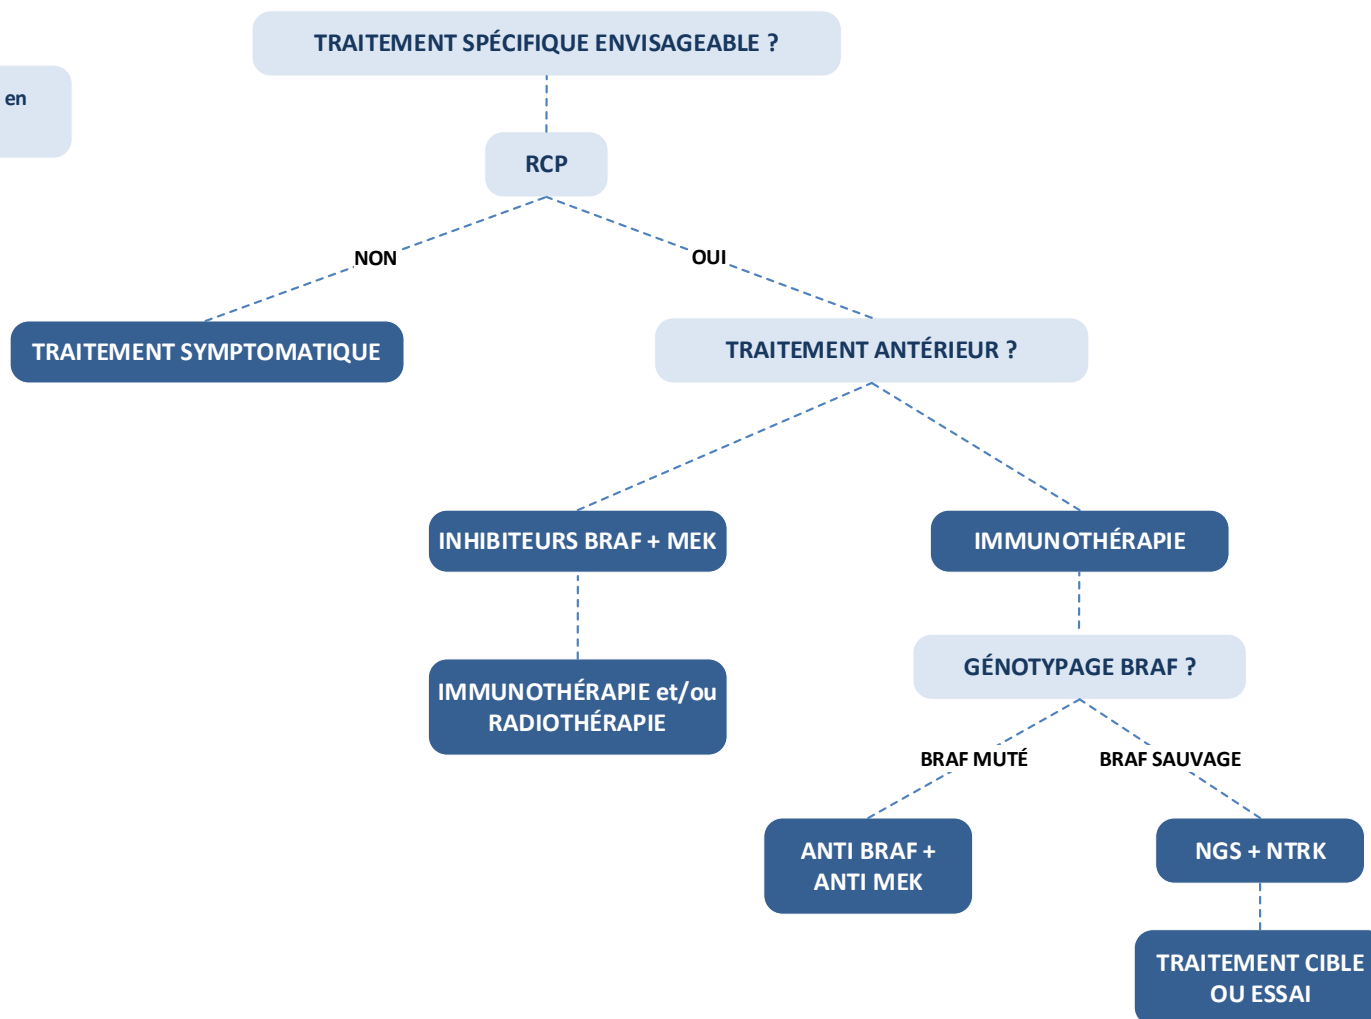 TRAITEMENT SPÉCIFIQUE ENVISAGEABLE ?
en
RCP
NON
OUI
TRAITEMENT SYMPTOMATIQUE
TRAITEMENT ANTÉRIEUR ?
INHIBITEURS BRAF + MEK
IMMUNOTHÉRAPIE
IMMUNOTHÉRAPIE et/ou
RADIOTHÉRAPIE
GÉNOTYPAGE BRAF ?
BRAF MUTÉ
BRAF SAUVAGE
ANTI BRAF +
ANTI MEK
NGS + NTRK
TRAITEMENT CIBLE
OU ESSAI